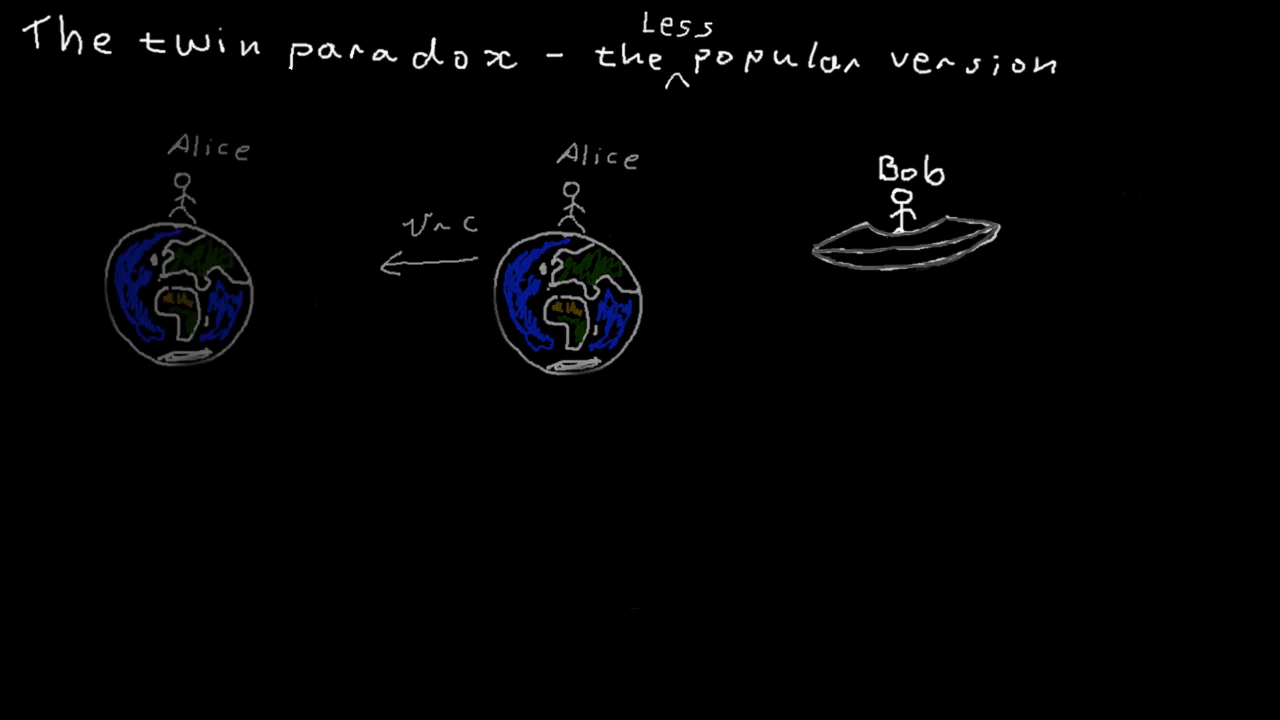 Less
The twin paradox - the ^ popular version
Alice
Alice
Bob
v~c